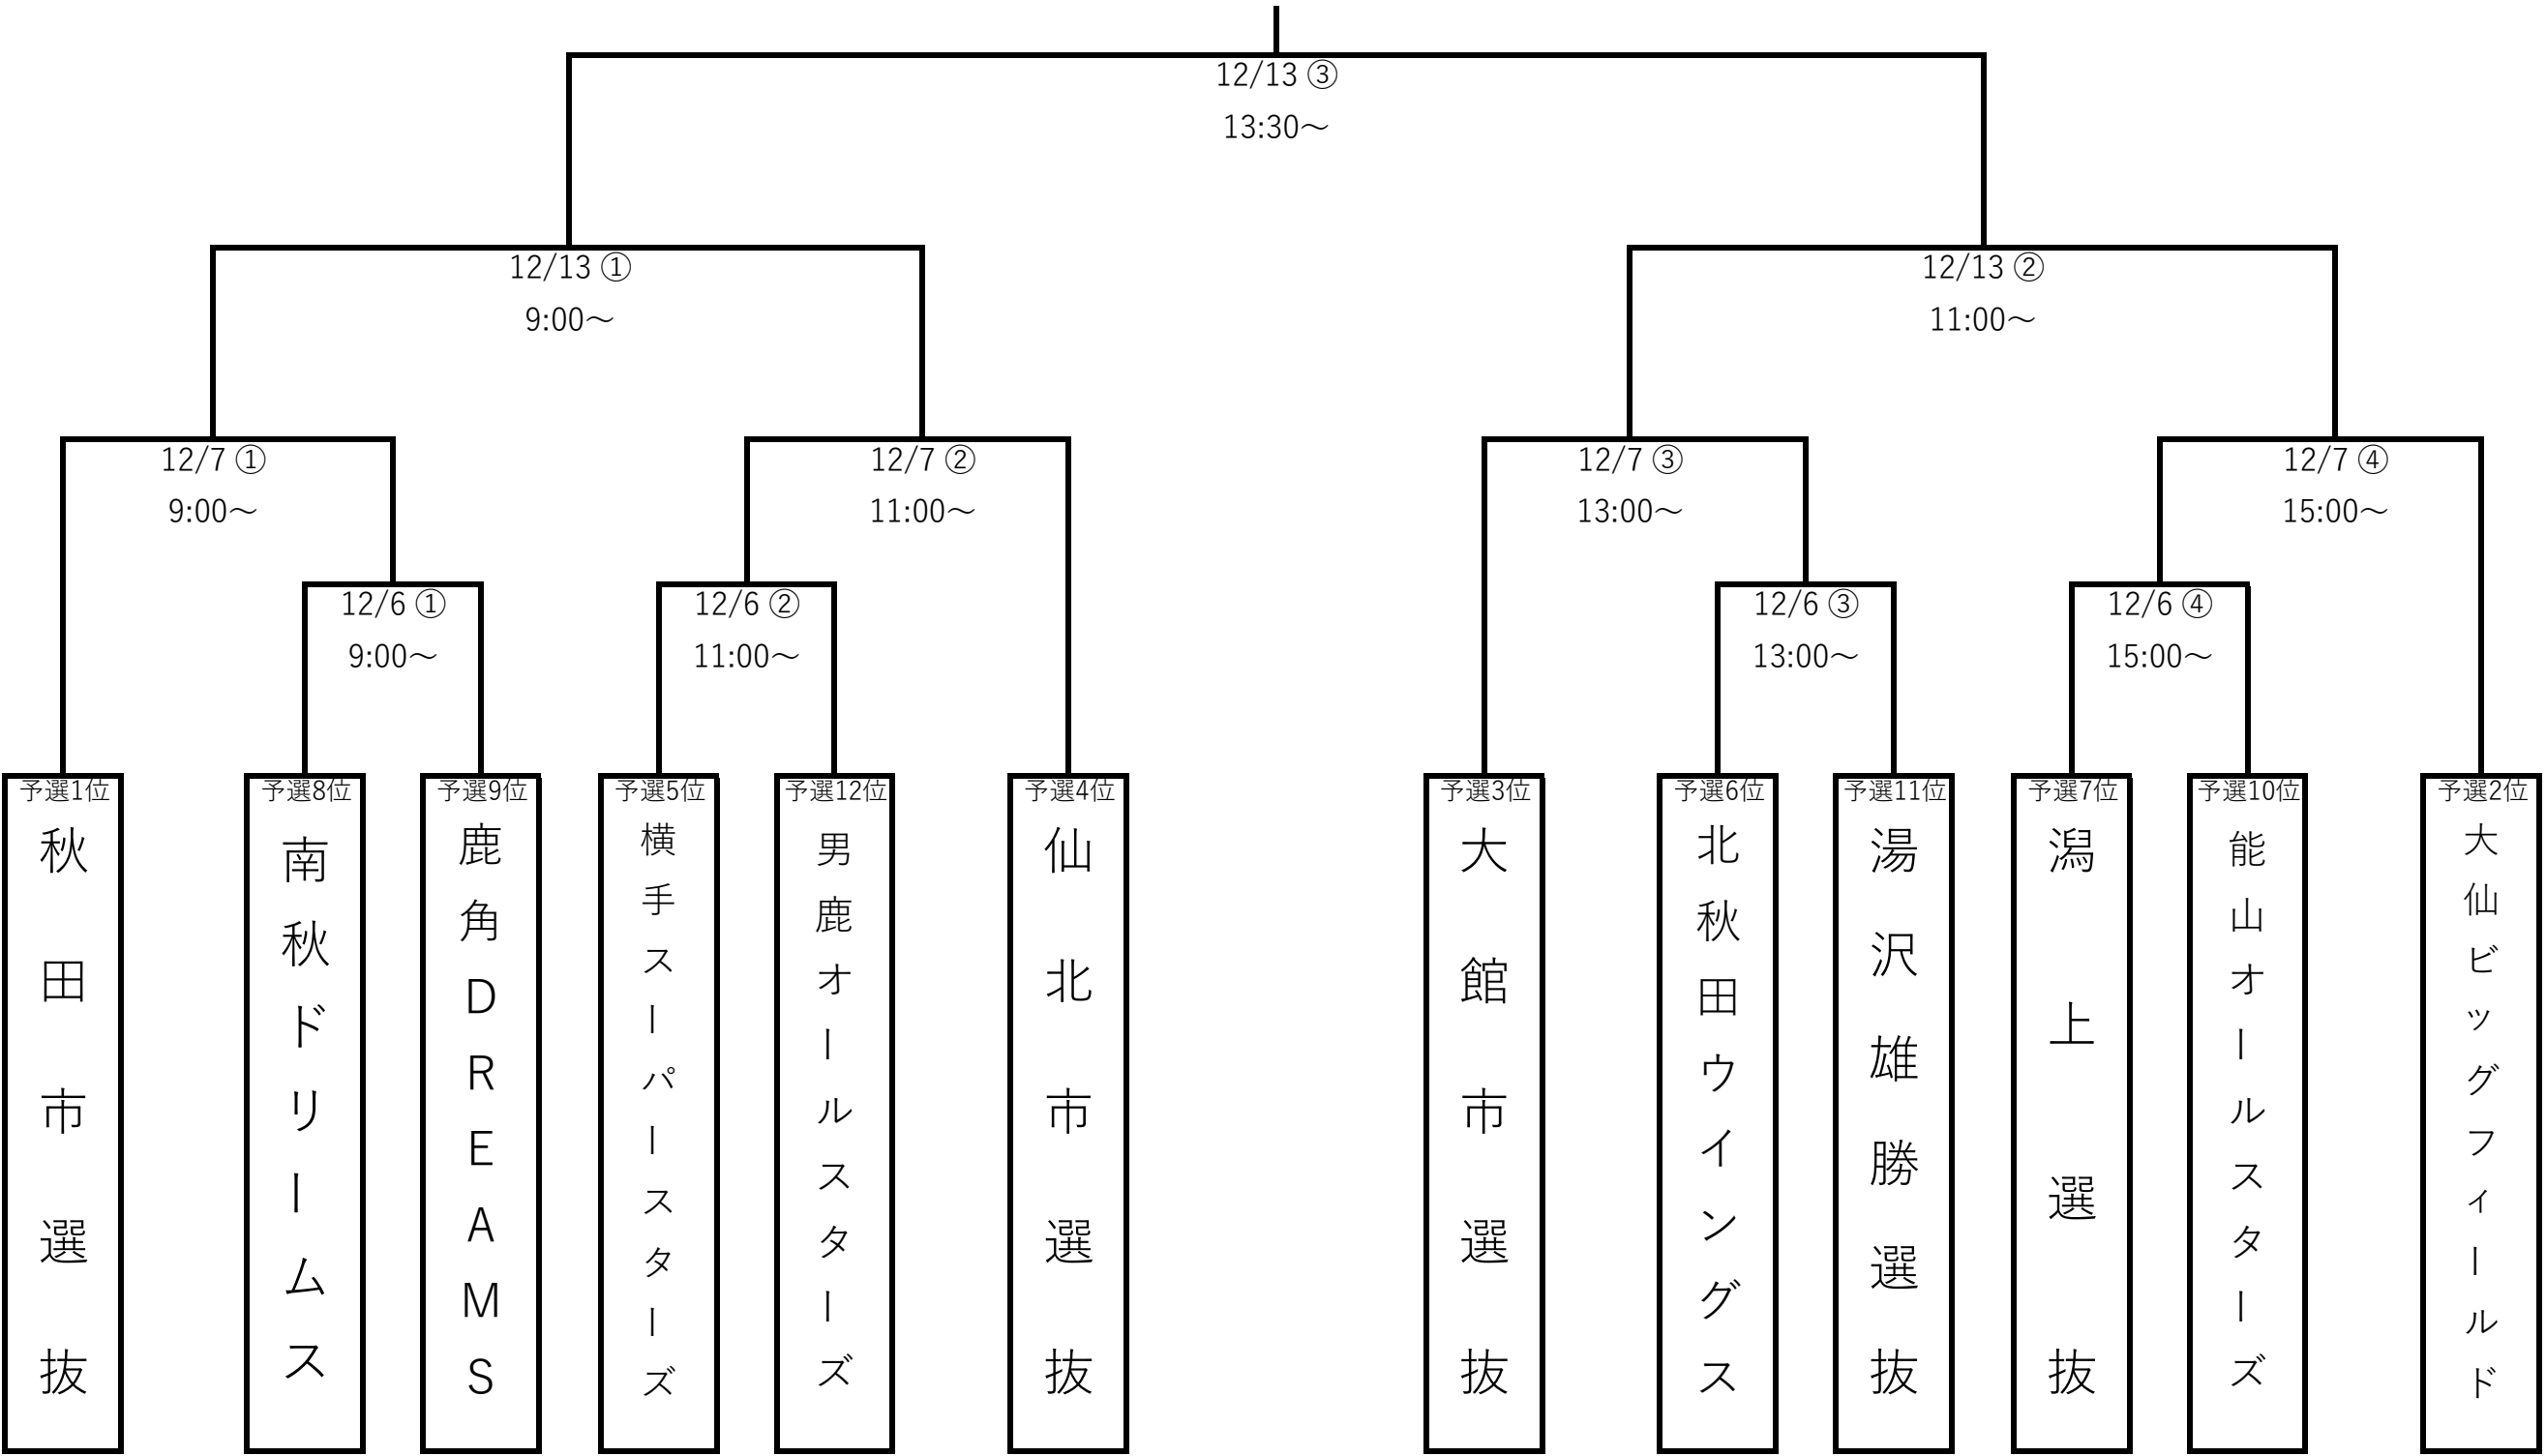 12/13 ③
13:30～
12/13 ①
9:00～
12/13 ②
11:00～
12/7 ①
9:00～
12/7 ②
11:00～
12/7 ③
13:00～
12/7 ④
15:00～
12/6 ①
9:00～
12/6 ②
11:00～
12/6 ③
13:00～
12/6 ④
15:00～
予選1位
秋田市選抜
予選8位
南秋ドリームス
予選9位
鹿角DREAMS
予選5位
横手スーパースターズ
予選12位
男鹿オールスターズ
予選4位
仙北市選抜
予選3位
大館市選抜
予選6位
北秋田ウイングス
予選11位
湯沢雄勝選抜
予選7位
潟上選抜
予選10位
能山オールスターズ
予選2位
大仙ビッグフィールド